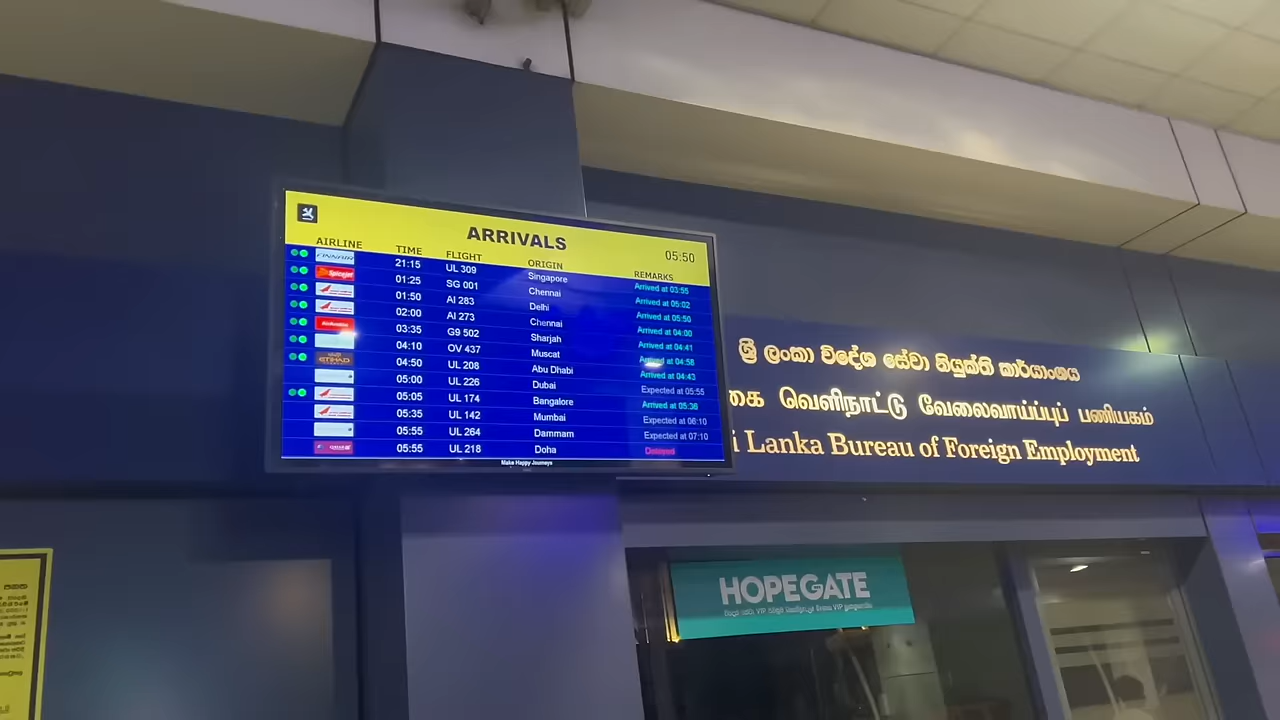 ARRIVALS 05:50
AIRLINE TIME FLIGHT ORIGIN REMARKS
FINNAIR 21:15 UL 309 Singapore Arrived at 03:55
Spicejet 01:25 SG 001 Chennai Arrived at 05:02
01:50 AI 283 Delhi Arrived at 05:50
02:00 AI 273 Chennai Arrived at 04:00
03:35 G9 502 Sharjah Arrived at 04:41
04:10 OV 437 Muscat Arrived at 04:58
ETIHAD 04:50 UL 208 Abu Dhabi Arrived at 04:43
05:00 UL 226 Dubai Expected at 05:55
05:05 UL 174 Bangalore Arrived at 05:36
05:35 UL 142 Mumbai Expected at 06:10
05:55 UL 264 Dammam Expected at 07:10
QATAR 05:55 UL 218 Doha Delayed
Make Happy Journeys
ශ්‍රී ලංකා විදේශ සේවා නියුක්ති කාර්යාංශය
வெளிநாட்டு வேலைவாய்ப்புப் பணியகம்
Lanka Bureau of Foreign Employment
HOPEGATE